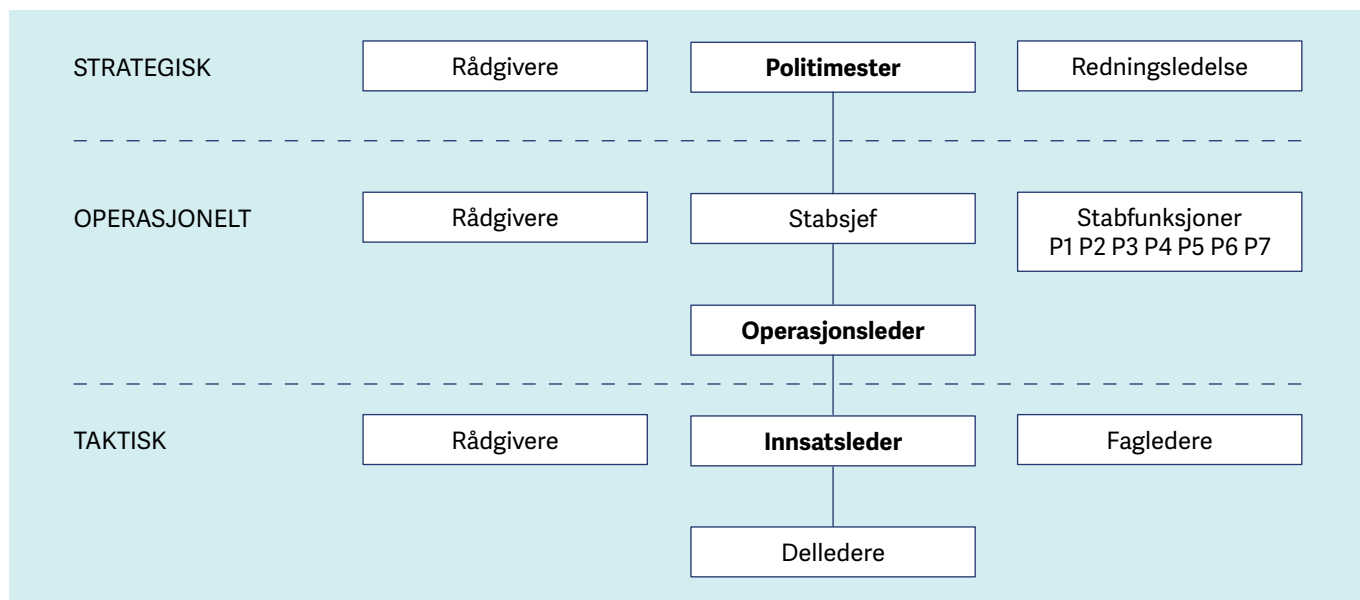 STRATEGISK
Rådgivere
Politimester
Redningsledelse
OPERASJONELT
Rådgivere
Stabsjef
Stabfunksjoner
P1 P2 P3 P4 P5 P6 P7
Operasjonsleder
TAKTISK
Rådgivere
Innsatsleder
Fagledere
Delledere